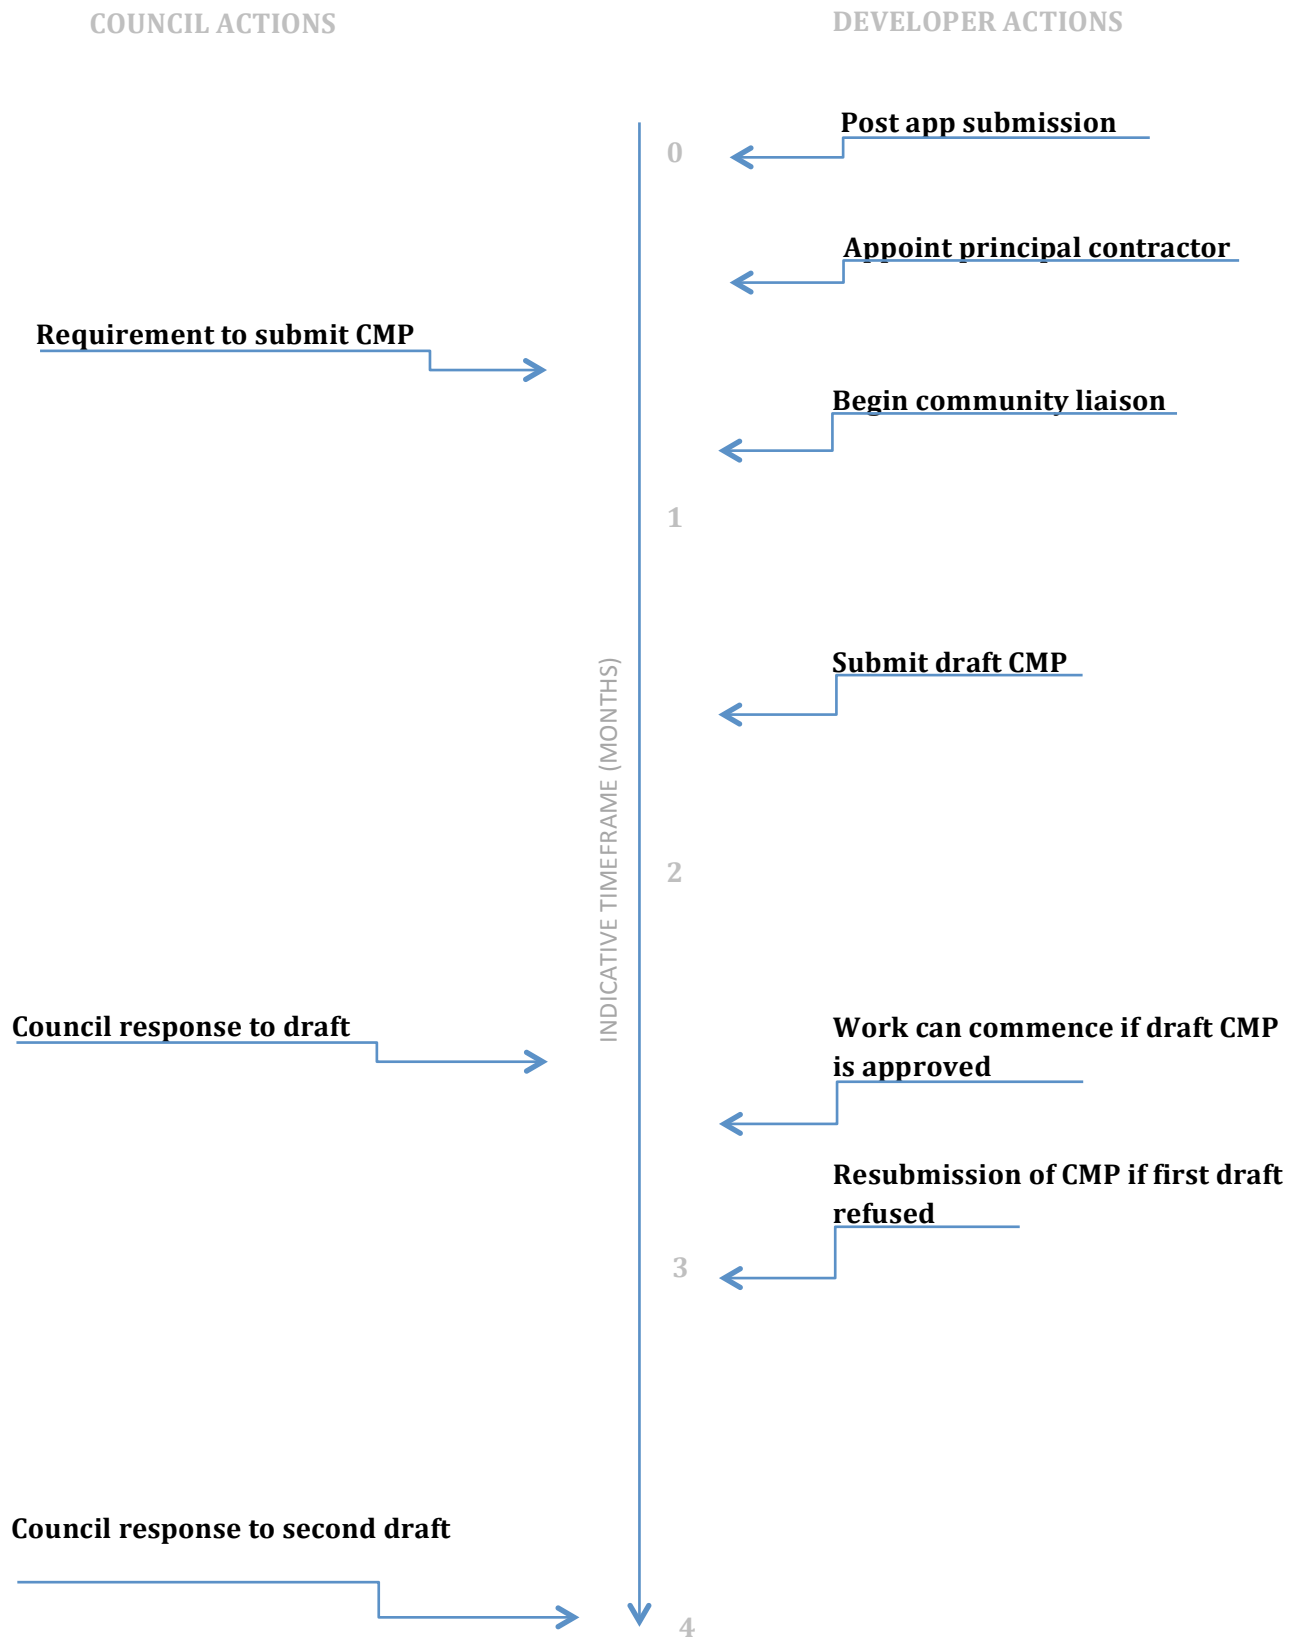 COUNCIL ACTIONS
DEVELOPER ACTIONS
Post app submission
0
Appoint principal contractor
Requirement to submit CMP
Begin community liaison
1
Submit draft CMP
INDICATIVE TIMEFRAME (MONTHS)
2
Council response to draft
Work can commence if draft CMP
is approved
Resubmission of CMP if first draft
refused
3
Council response to second draft
4